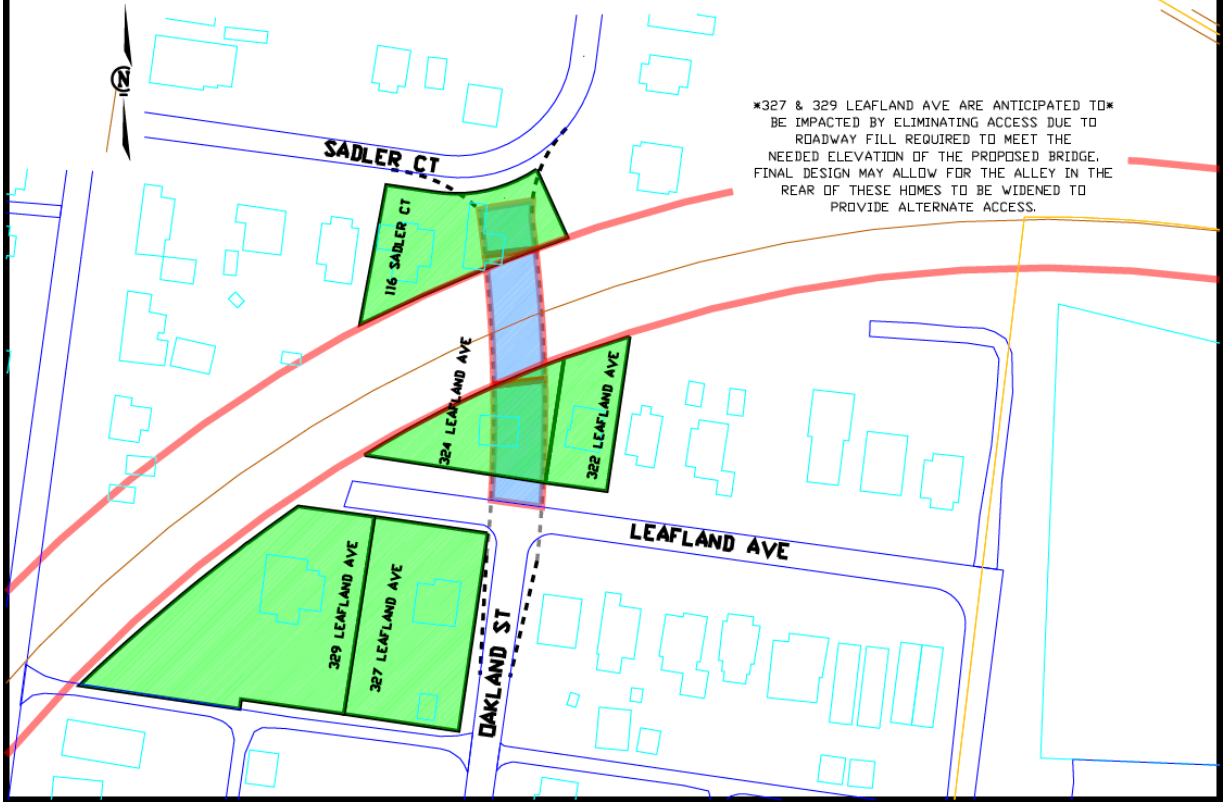 N
SADLER CT
*327 & 329 LEAFLAND AVE ARE ANTICIPATED TO*
BE IMPACTED BY ELIMINATING ACCESS DUE TO
ROADWAY FILL REQUIRED TO MEET THE
NEEDED ELEVATION OF THE PROPOSED BRIDGE.
FINAL DESIGN MAY ALLOW FOR THE ALLEY IN THE
REAR OF THESE HOMES TO BE WIDENED TO
PROVIDE ALTERNATE ACCESS.
116 SADLER CT
324 LEAFLAND AVE
322 LEAFLAND AVE
LEAFLAND AVE
329 LEAFLAND AVE
327 LEAFLAND AVE
OAKLAND ST